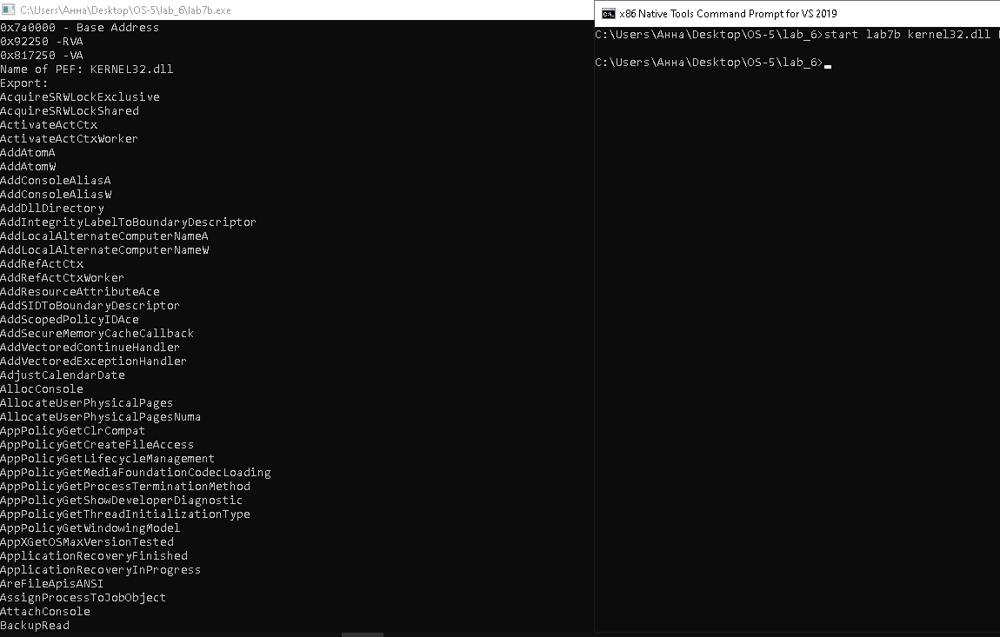 C:\Users\Анна\Desktop\OS-5\lab_6\lab7b.exe
0x7a0000 - Base Address
0x92250 -RVA
0x817250 -VA
Name of PEF: KERNEL32.dll
Export:
AcquireSRWLockExclusive
AcquireSRWLockShared
ActivateActCtx
ActivateActCtxWorker
AddAtomA
AddAtomW
AddConsoleAliasA
AddConsoleAliasW
AddDllDirectory
AddIntegrityLabelToBoundaryDescriptor
AddLocalAlternateComputerNameA
AddLocalAlternateComputerNameW
AddRefActCtx
AddRefActCtxWorker
AddResourceAttributeAce
AddSIDToBoundaryDescriptor
AddScopedPolicyIDAce
AddSecureMemoryCacheCallback
AddVectoredContinueHandler
AddVectoredExceptionHandler
AdjustCalendarDate
AllocConsole
AllocateUserPhysicalPages
AllocateUserPhysicalPagesNuma
AppPolicyGetClrCompat
AppPolicyGetCreateFileAccess
AppPolicyGetLifecycleManagement
AppPolicyGetMediaFoundationCodecLoading
AppPolicyGetProcessTerminationMethod
AppPolicyGetShowDeveloperDiagnostic
AppPolicyGetThreadInitializationType
AppPolicyGetWindowingModel
AppXGetOSMaxVersionTested
ApplicationRecoveryFinished
ApplicationRecoveryInProgress
AreFileApisANSI
AssignProcessToJobObject
AttachConsole
BackupRead
x86 Native Tools Command Prompt for VS 2019
C:\Users\Анна\Desktop\OS-5\lab_6>start lab7b kernel32.dll
C:\Users\Анна\Desktop\OS-5\lab_6>